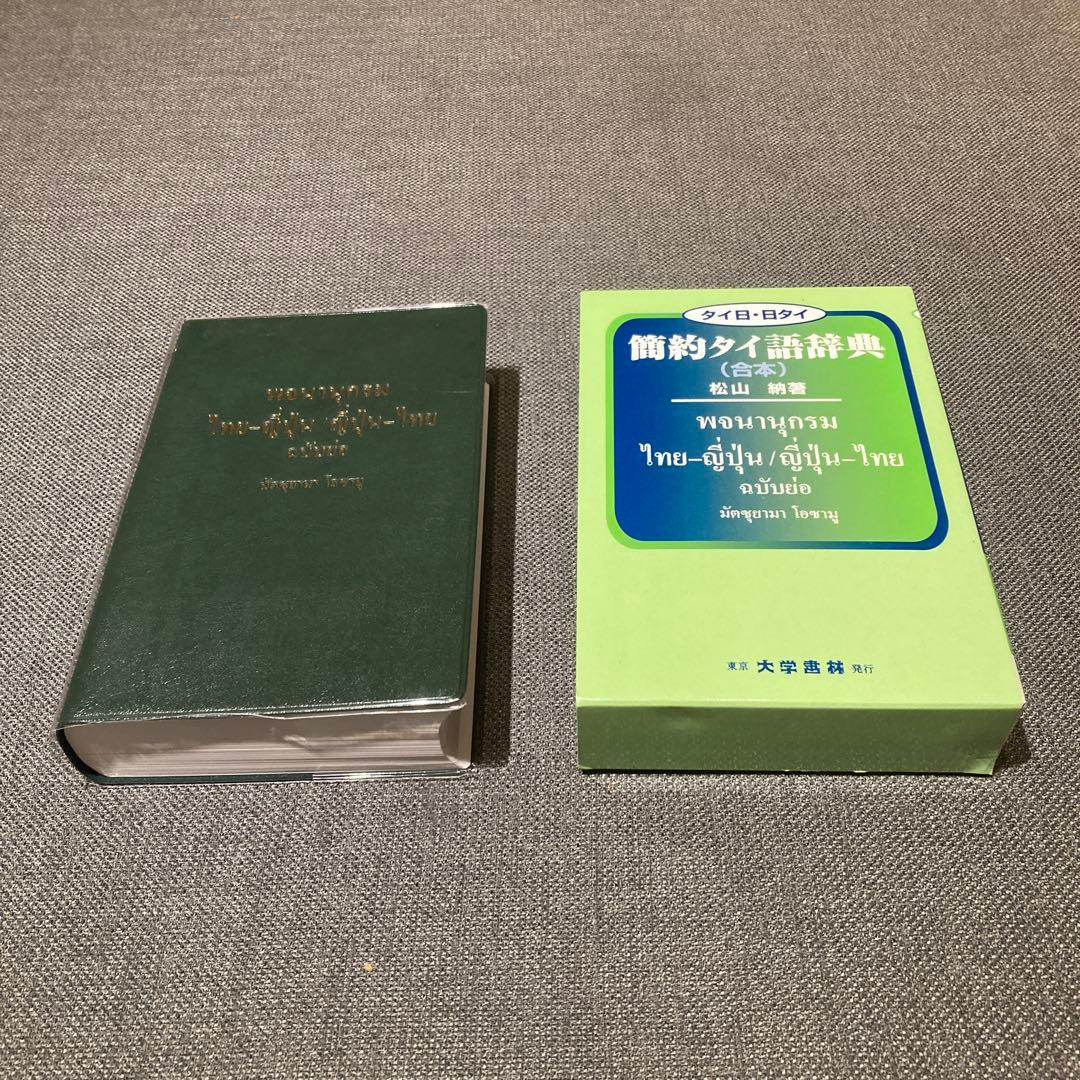 พจนานุกรม
ไทย-ญี่ปุ่น ญี่ปุ่น-ไทย
ฉบับย่อ
มัตซุยามา โอซามู
タイ日・日タイ
簡約タイ語辞典
(合本)
松山 納著
พจนานุกรม
ไทย-ญี่ปุ่น/ญี่ปุ่น-ไทย
ฉบับย่อ
มัตซุยามา โอซามู
東京 大学書林 発行